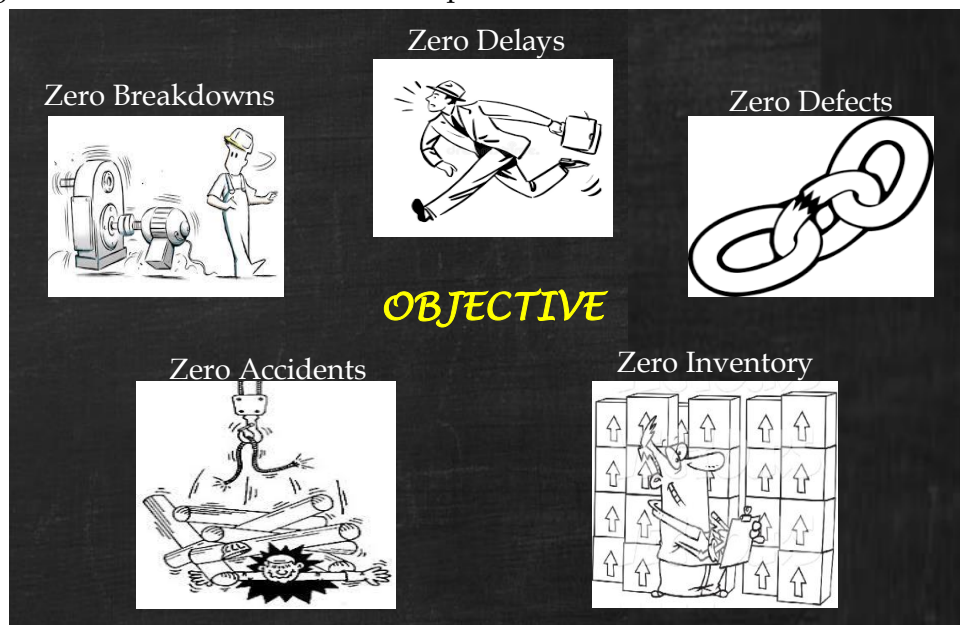 Zero Delays
Zero Breakdowns
Zero Defects
OBJECTIVE
Zero Accidents
Zero Inventory